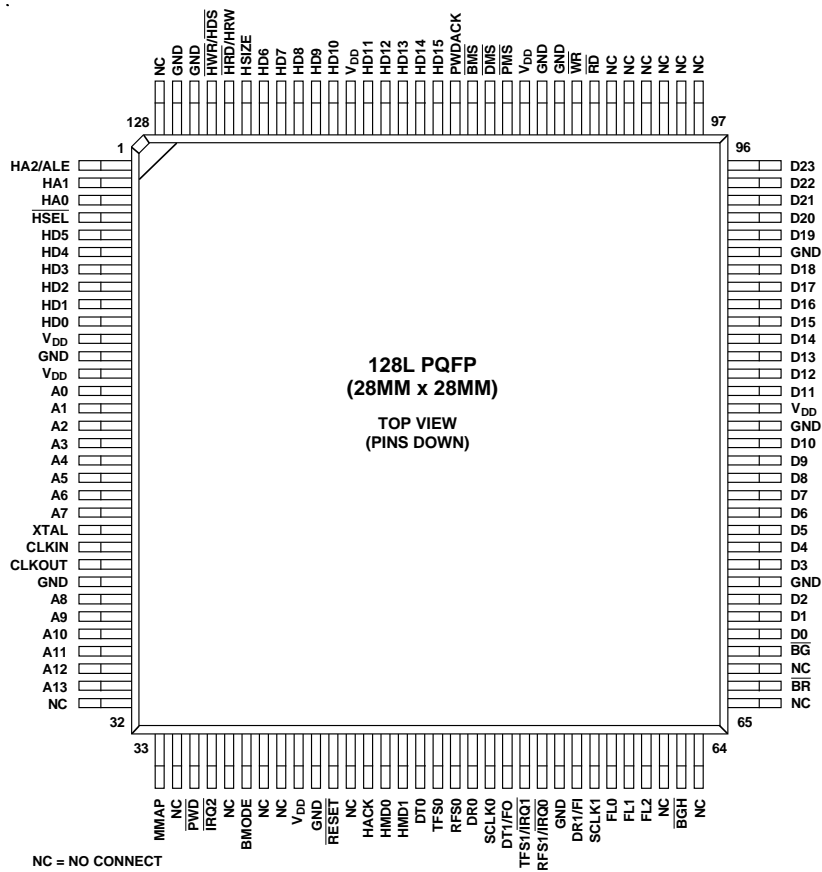 NC
GND
GND
HWR/HDS
HRD/HRW
HSIZE
HD6
HD7
HD8
HD9
HD10
VDD
HD11
HD12
HD13
HD14
HD15
PWDACK
BMS
DMS
PMS
VDD
GND
GND
WR
RD
NC
NC
NC
NC
NC
NC
128
97
1
96
HA2/ALE
HA1
HA0
HSEL
HD5
HD4
HD3
HD2
HD1
HD0
VDD
GND
VDD
A0
A1
A2
A3
A4
A5
A6
A7
XTAL
CLKIN
CLKOUT
GND
A8
A9
A10
A11
A12
A13
NC
128L PQFP
(28MM x 28MM)
TOP VIEW
(PINS DOWN)
D23
D22
D21
D20
D19
GND
D18
D17
D16
D15
D14
D13
D12
D11
VDD
GND
D10
D9
D8
D7
D6
D5
D4
D3
GND
D2
D1
D0
BG
NC
BR
NC
32
65
33
64
MMAP
NC
PWD
IRQ2
NC
BMODE
NC
NC
VDD
GND
RESET
NC
HACK
HMD0
HMD1
DT0
TFS0
RFS0
DR0
SCLK0
DT1/FO
TFS1/IRQ1
RFS1/IRQ0
GND
DR1/FI
SCLK1
FL0
FL1
FL2
NC
BGH
NC
NC = NO CONNECT